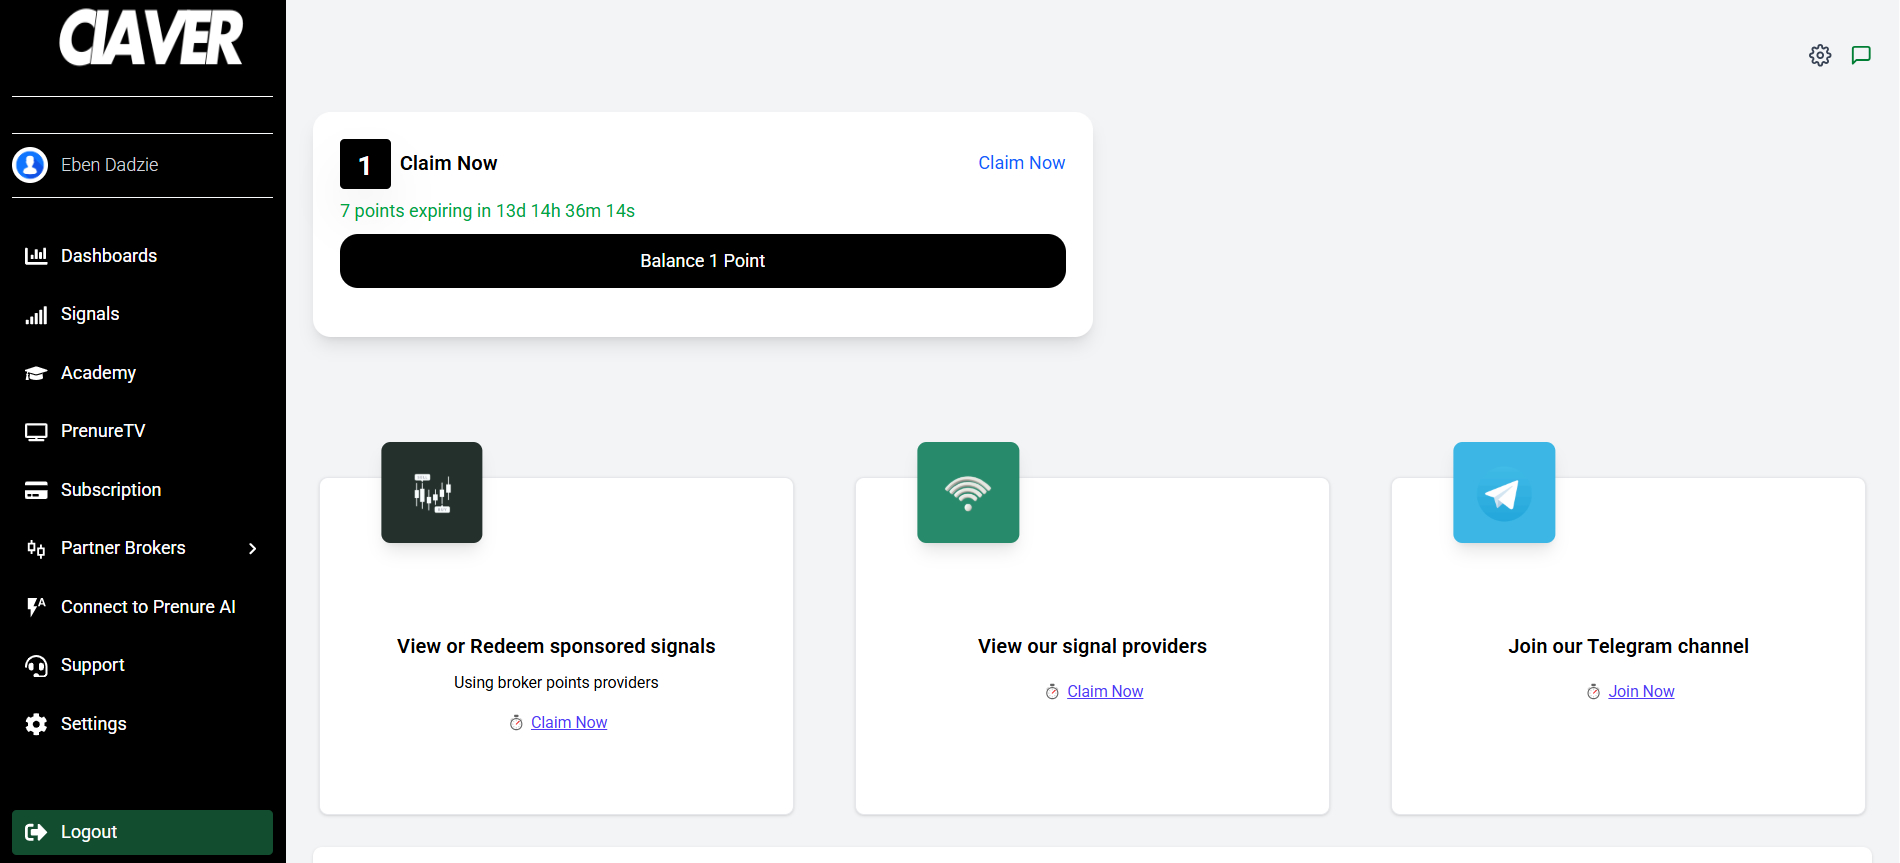 CLAVER
Eben Dadzie
Dashboards
Signals
Academy
PrenureTV
Subscription
Partner Brokers
Connect to Prenure AI
Support
Settings
Logout
1 Claim Now Claim Now
7 points expiring in 13d 14h 36m 14s
Balance 1 Point
View or Redeem sponsored signals
Using broker points providers
Claim Now
View our signal providers
Claim Now
Join our Telegram channel
Join Now